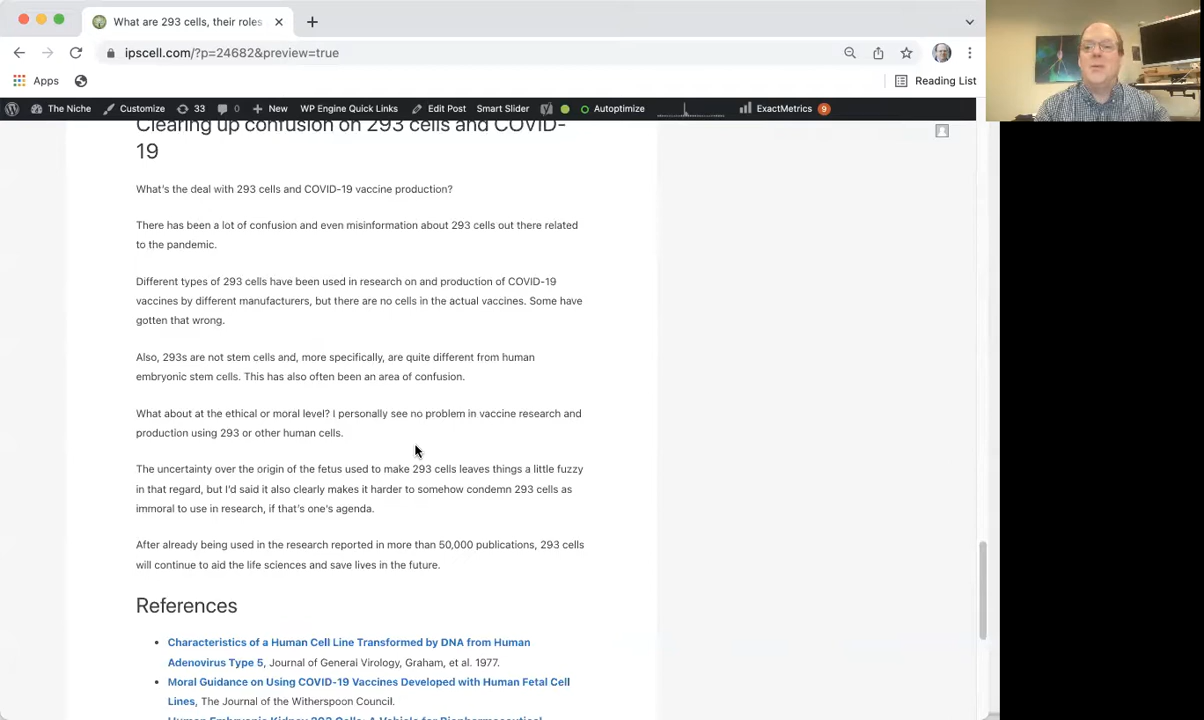 What are 293 cells, their roles
ipscell.com/?p=24682&preview=true
Apps
Reading List
The Niche
Customize
33
0
New
WP Engine Quick Links
Edit Post
Smart Slider
Autoptimize
ExactMetrics
9
Clearing up confusion on 293 cells and COVID-
19
What's the deal with 293 cells and COVID-19 vaccine production?
There has been a lot of confusion and even misinformation about 293 cells out there related
to the pandemic.
Different types of 293 cells have been used in research on and production of COVID-19
vaccines by different manufacturers, but there are no cells in the actual vaccines. Some have
gotten that wrong.
Also, 293s are not stem cells and, more specifically, are quite different from human
embryonic stem cells. This has also often been an area of confusion.
What about at the ethical or moral level? I personally see no problem in vaccine research and
production using 293 or other human cells.
The uncertainty over the origin of the fetus used to make 293 cells leaves things a little fuzzy
in that regard, but I'd said it also clearly makes it harder to somehow condemn 293 cells as
immoral to use in research, if that's one's agenda.
After already being used in the research reported in more than 50,000 publications, 293 cells
will continue to aid the life sciences and save lives in the future.
References
• Characteristics of a Human Cell Line Transformed by DNA from Human
Adenovirus Type 5, Journal of General Virology, Graham, et al. 1977.
• Moral Guidance on Using COVID-19 Vaccines Developed with Human Fetal Cell
Lines, The Journal of the Witherspoon Council.
Human Embryonic Kidney 293 Cells: A Vehicle for Biopharmaceutical